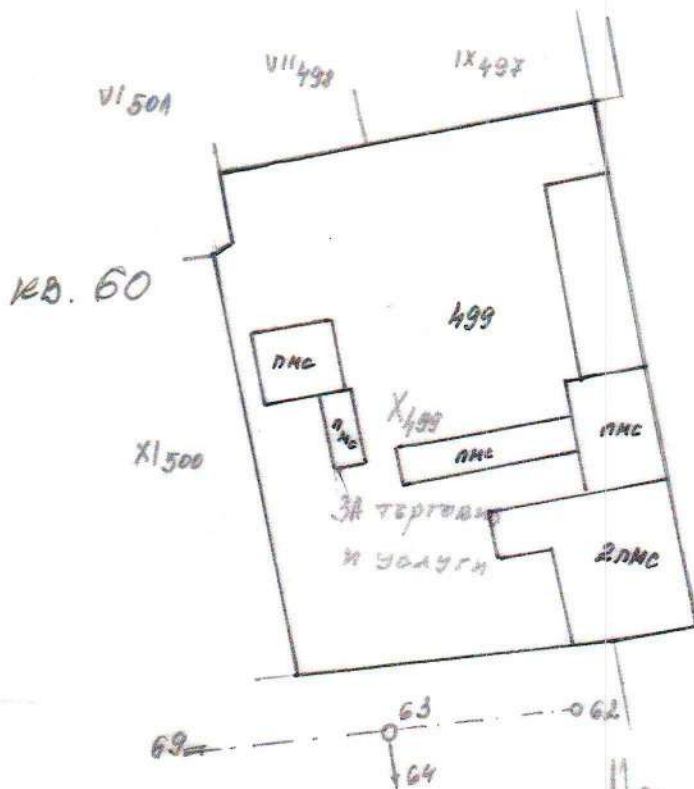 VI 501
VII 498
IX 497
кв. 60
499
пмс
пмс
X 499
пмс
пмс
XI 500
за търговия
и услуги
2пмс
63
62
69
64